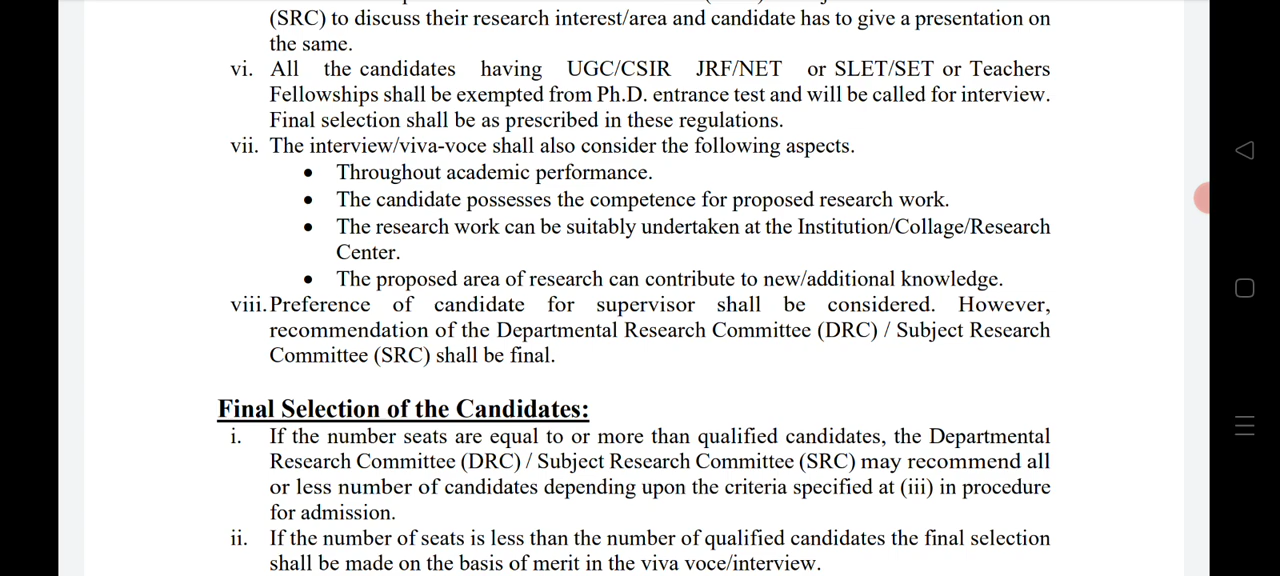 (SRC) to discuss their research interest/area and candidate has to give a presentation on
the same.
vi. All the candidates having UGC/CSIR JRF/NET or SLET/SET or Teachers
Fellowships shall be exempted from Ph.D. entrance test and will be called for interview.
Final selection shall be as prescribed in these regulations.
vii. The interview/viva-voce shall also consider the following aspects.
• Throughout academic performance.
• The candidate possesses the competence for proposed research work.
• The research work can be suitably undertaken at the Institution/Collage/Research
Center.
• The proposed area of research can contribute to new/additional knowledge.
viii. Preference of candidate for supervisor shall be considered. However,
recommendation of the Departmental Research Committee (DRC) / Subject Research
Committee (SRC) shall be final.
Final Selection of the Candidates:
i. If the number seats are equal to or more than qualified candidates, the Departmental
Research Committee (DRC) / Subject Research Committee (SRC) may recommend all
or less number of candidates depending upon the criteria specified at (iii) in procedure
for admission.
ii. If the number of seats is less than the number of qualified candidates the final selection
shall be made on the basis of merit in the viva voce/interview.